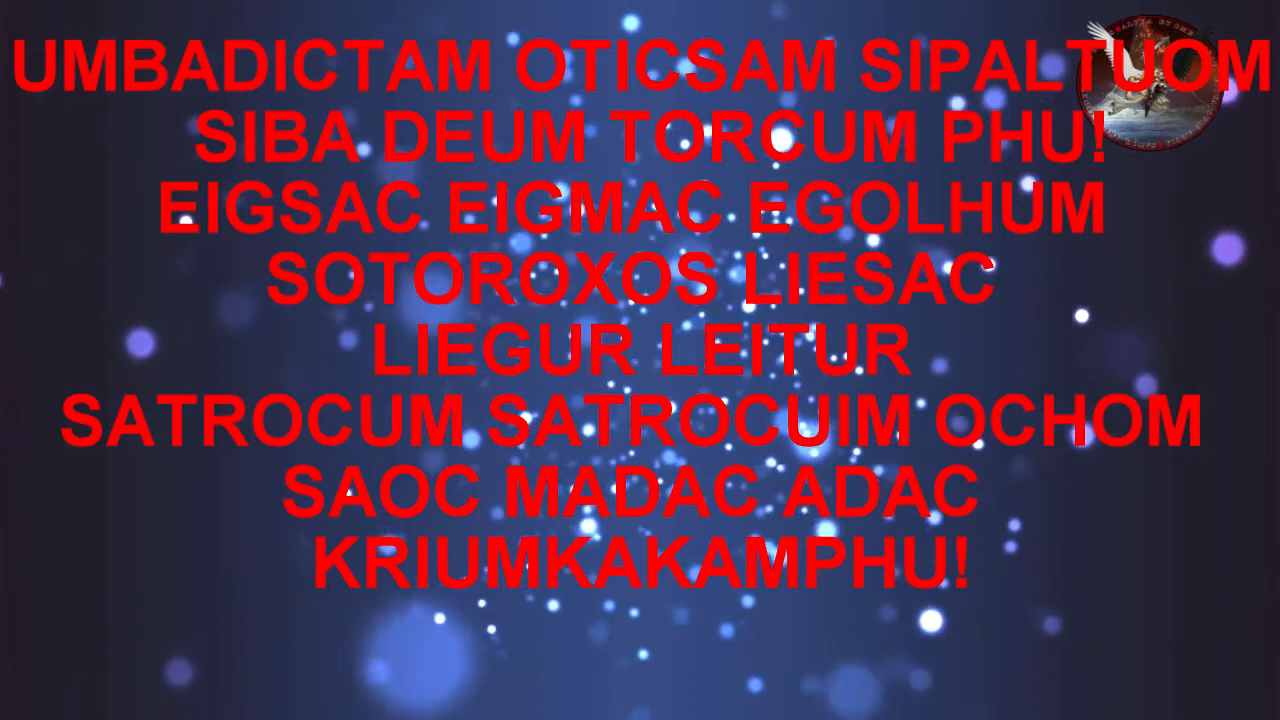 UMBADICTAM OTICSAM SIPALTUOM
SIBA DEUM TORCUM PHU!
EIGSAC EIGMAC EGOLHUM
SOTOROXOS LIESAC
LIEGUR LEITUR
SATROCUM SATROCUIM OCHOM
SAOC MADAC ADAC
KRIUMKAKAMPHU!